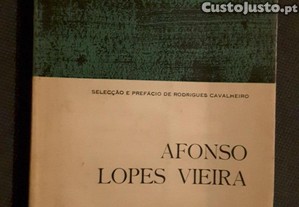 CustoJusto.pt
SELECÇÃO E PREFÁCIO DE RODRIGUES CAVALHEIRO
AFONSO
LOPES VIEIRA